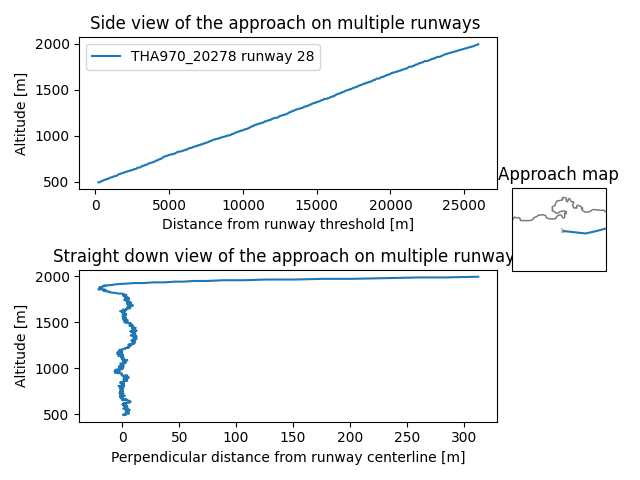 Side view of the approach on multiple runways
2000
1500
1000
500
Altitude [m]
THA970_20278 runway 28
0 5000 10000 15000 20000 25000
Distance from runway threshold [m]
Approach map
Straight down view of the approach on multiple runway
2000
1500
1000
500
Altitude [m]
0 50 100 150 200 250 300
Perpendicular distance from runway centerline [m]